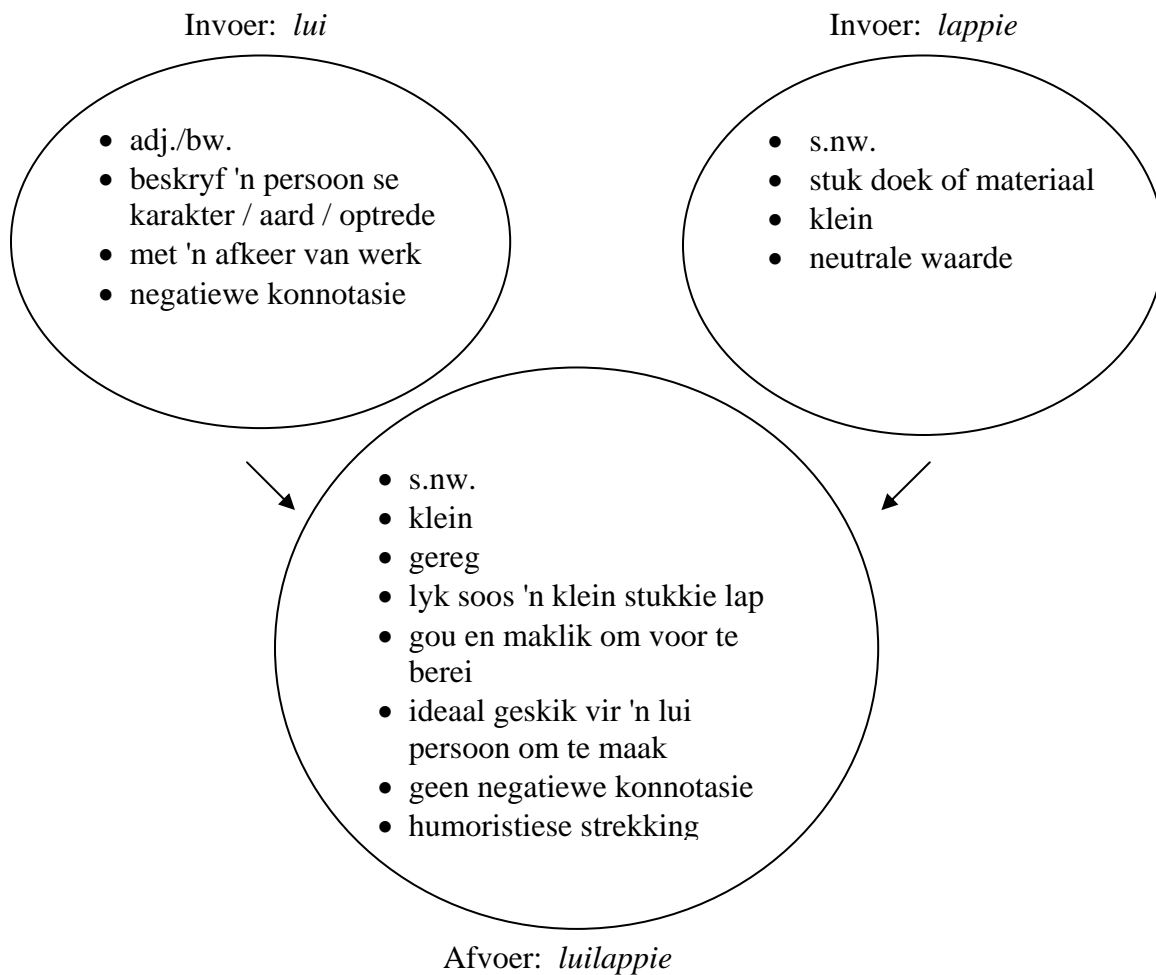 Invoer: lui
• adj./bw.
• beskryf 'n persoon se
karakter / aard / optrede
• met 'n afkeer van werk
• negatiewe konnotasie
Invoer: lappie
• s.nw.
• stuk doek of materiaal
• klein
• neutrale waarde
• s.nw.
• klein
• gereg
• lyk soos 'n klein stukkie lap
• gou en maklik om voor te
berei
• ideaal geskik vir 'n lui
persoon om te maak
• geen negatiewe konnotasie
• humoristiese strekking
Afvoer: luilappie